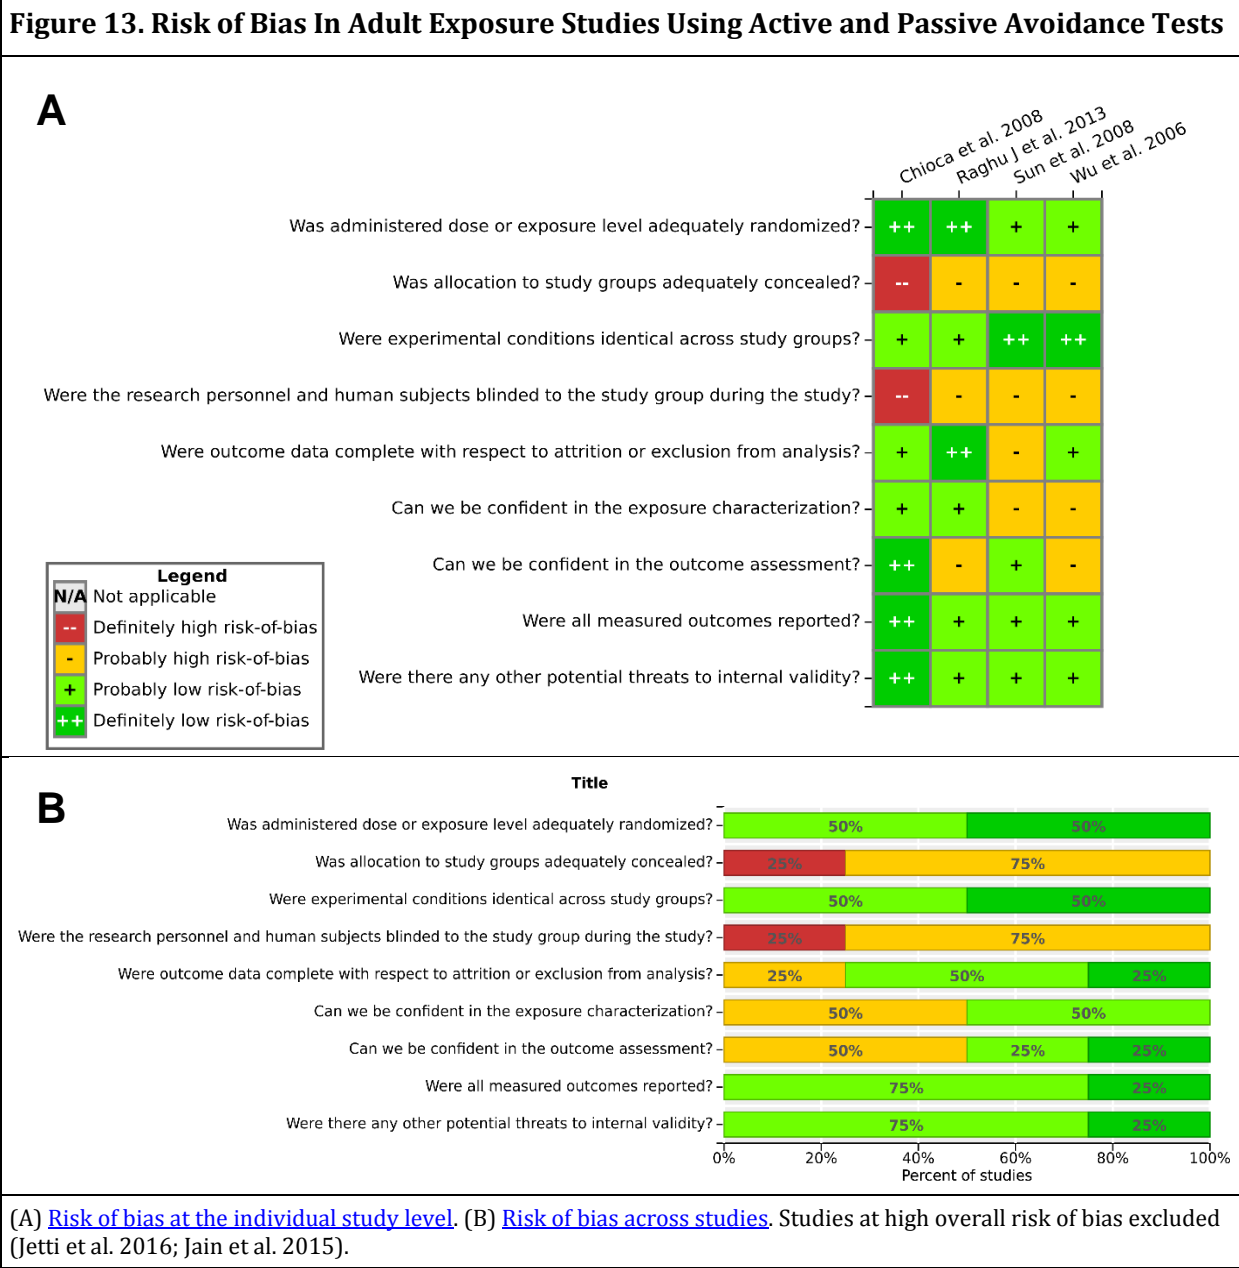 Figure 13. Risk of Bias In Adult Exposure Studies Using Active and Passive Avoidance Tests
A
Chioca et al. 2008
Raghu J et al. 2013
Sun et al. 2008
Wu et al. 2006
Was administered dose or exposure level adequately randomized? ++ ++ + +
Was allocation to study groups adequately concealed? -- - - -
Were experimental conditions identical across study groups? + + ++ ++
Were the research personnel and human subjects blinded to the study group during the study? -- - - -
Were outcome data complete with respect to attrition or exclusion from analysis? + ++ - +
Can we be confident in the exposure characterization? + + - -
Can we be confident in the outcome assessment? ++ - + -
Were all measured outcomes reported? ++ + + +
Were there any other potential threats to internal validity? ++ + + +
Legend
N/A Not applicable
-- Definitely high risk-of-bias
- Probably high risk-of-bias
+ Probably low risk-of-bias
++ Definitely low risk-of-bias
B
Title
Was administered dose or exposure level adequately randomized? 50% 50%
Was allocation to study groups adequately concealed? 25% 75%
Were experimental conditions identical across study groups? 50% 50%
Were the research personnel and human subjects blinded to the study group during the study? 25% 75%
Were outcome data complete with respect to attrition or exclusion from analysis? 25% 50% 25%
Can we be confident in the exposure characterization? 50% 50%
Can we be confident in the outcome assessment? 50% 25% 25%
Were all measured outcomes reported? 75% 25%
Were there any other potential threats to internal validity? 75% 25%
0% 20% 40% 60% 80% 100%
Percent of studies
(A) Risk of bias at the individual study level. (B) Risk of bias across studies. Studies at high overall risk of bias excluded
(Jetti et al. 2016; Jain et al. 2015).